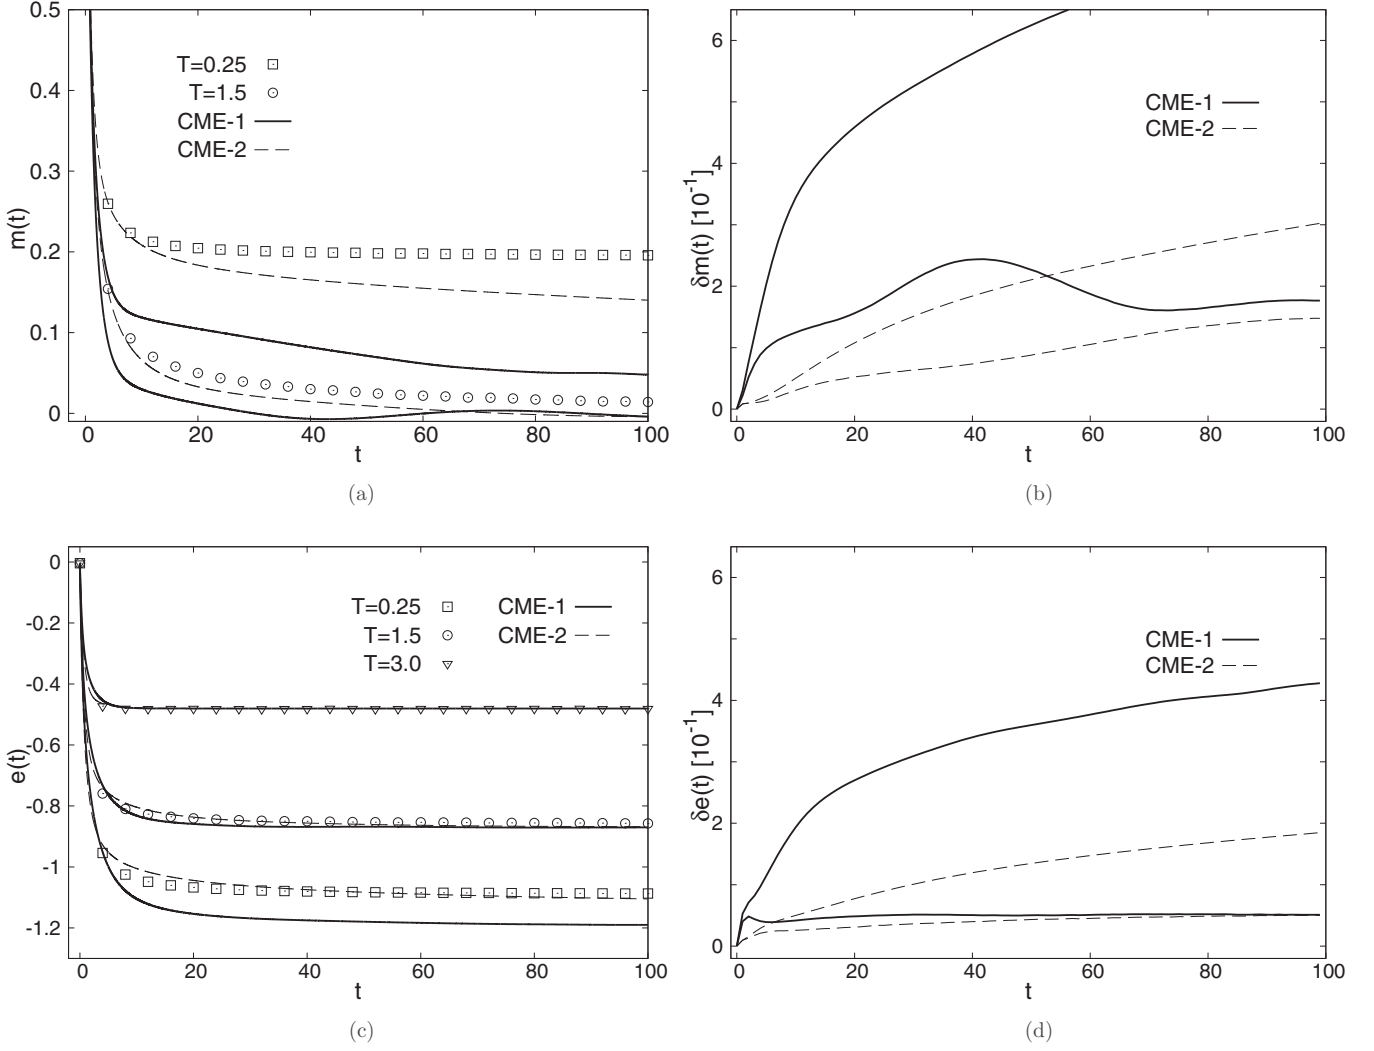 0.5
0.4
0.3
0.2
0.1
0
m(t)
T=0.25
T=1.5
CME-1
CME-2
0 20 40 60 80 100
t
(a)
6
4
2
0
δm(t) [10^-1]
CME-1
CME-2
0 20 40 60 80 100
t
(b)
0
-0.2
-0.4
-0.6
-0.8
-1
-1.2
e(t)
T=0.25 CME-1
T=1.5 CME-2
T=3.0
0 20 40 60 80 100
t
(c)
6
4
2
0
δe(t) [10^-1]
CME-1
CME-2
0 20 40 60 80 100
t
(d)